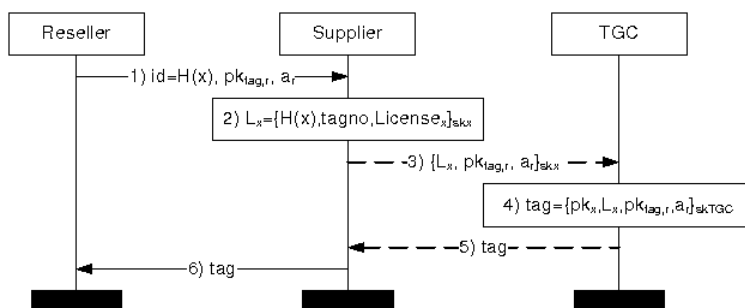 Reseller
Supplier
TGC
1) id=H(x), pktag,r, ar
2) Lx={H(x),tagno,Licensex}skx
3) {Lx, pktag,r, ar}skx
4) tag={pkx,Lx,pktag,r,ar}skTGC
5) tag
6) tag